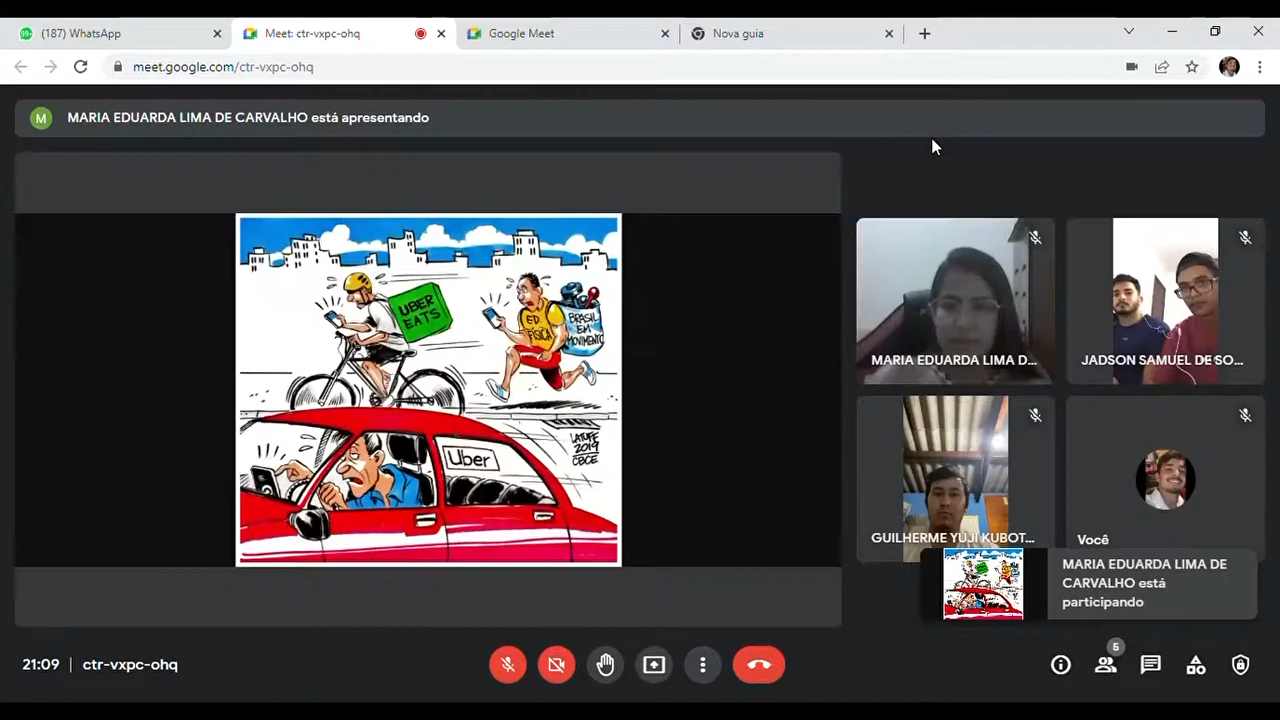 99+
(187) WhatsApp
Meet: ctr-vxpc-ohq
Google Meet
Nova guia
meet.google.com/ctr-vxpc-ohq
M
MARIA EDUARDA LIMA DE CARVALHO está apresentando
UBER
EATS
ED.
FÍSICA
BRASIL
EM
MOVIMENTO
LATUFF
2019
CBCE
Uber
MARIA EDUARDA LIMA D...
JADSON SAMUEL DE SO...
GUILHERME YUJI KUBOT...
Você
MARIA EDUARDA LIMA DE
CARVALHO está
participando
21:09 | ctr-vxpc-ohq
5